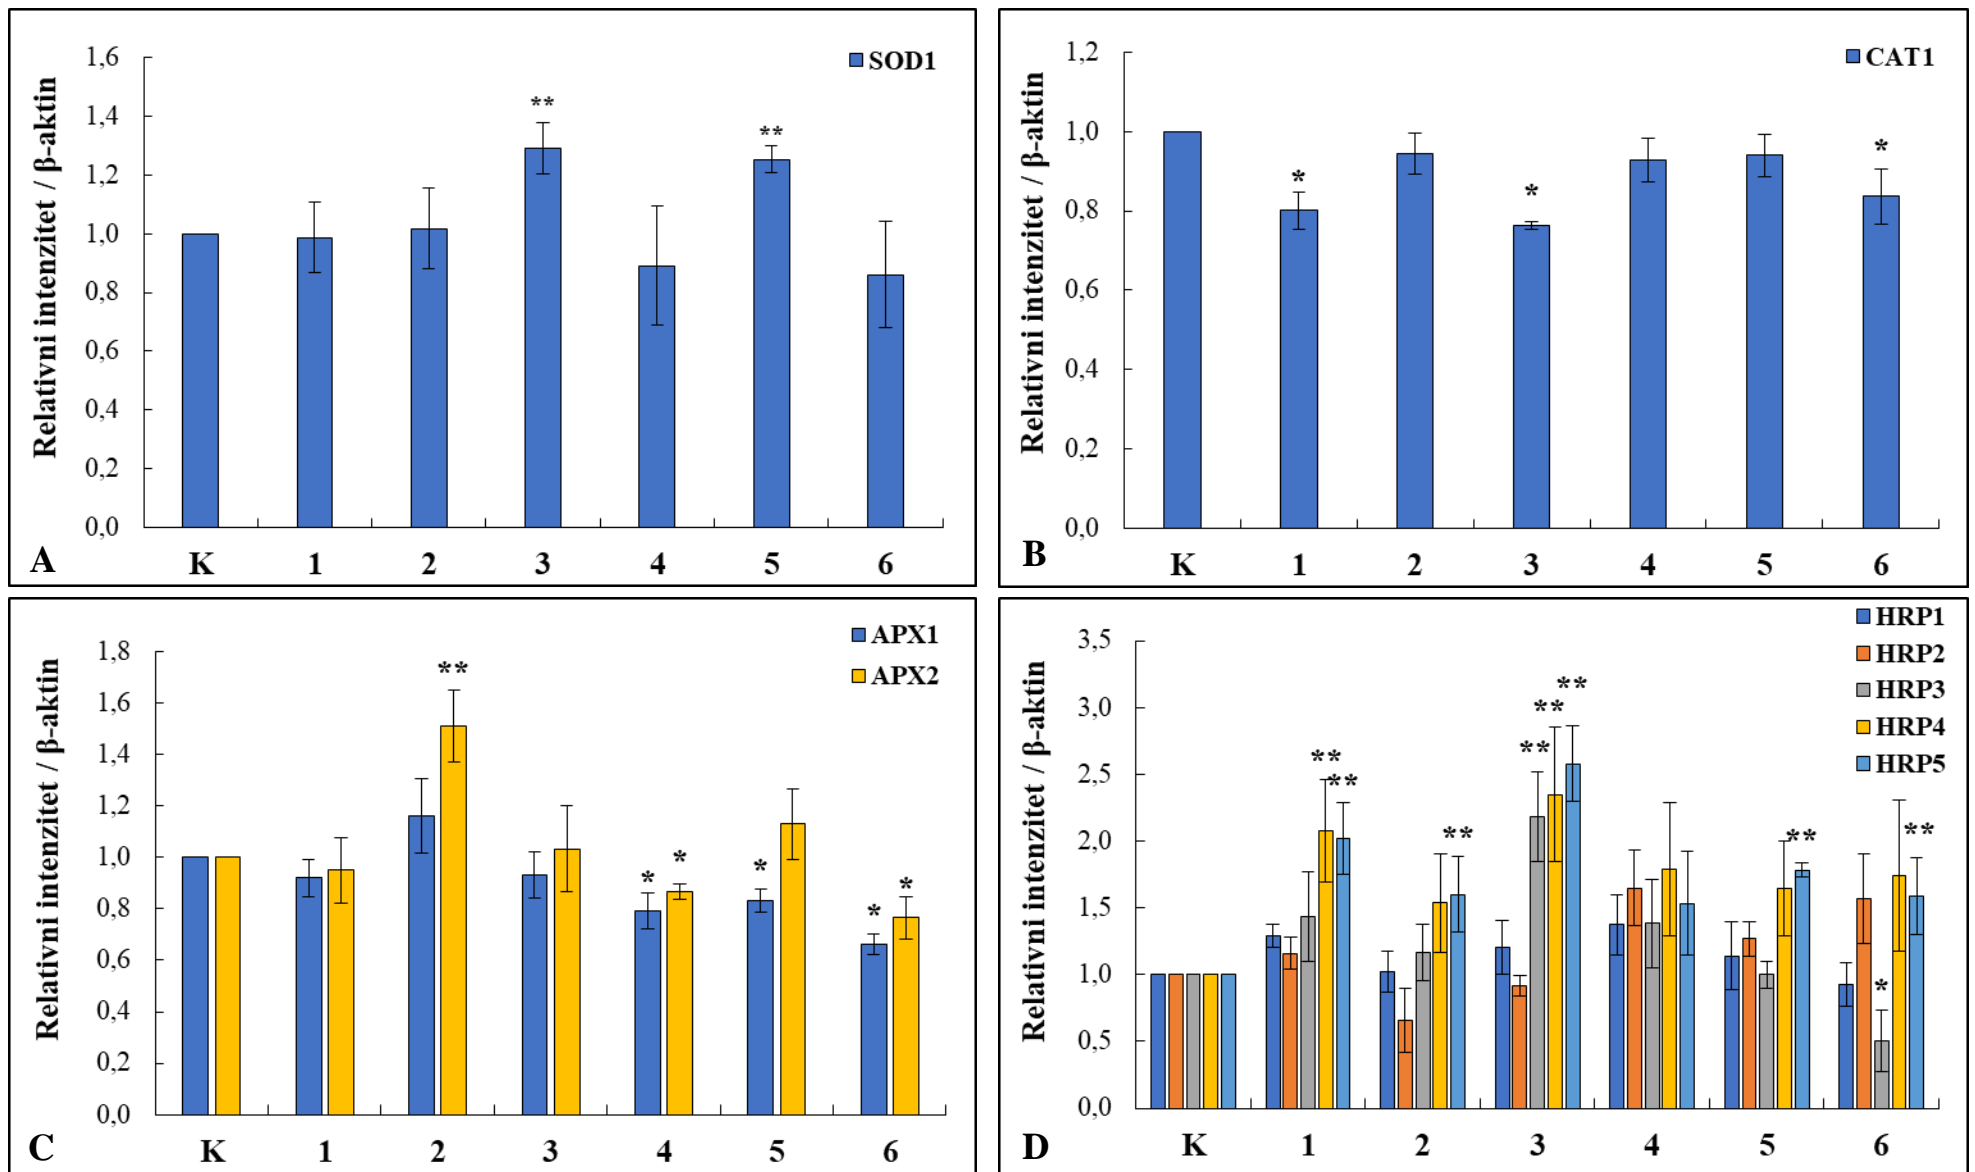 Relativni intenzitet / β-aktin
1,6
1,4
1,2
1,0
0,8
0,6
0,4
0,2
0,0
SOD1
**
**
K 1 2 3 4 5 6
A
Relativni intenzitet / β-aktin
1,2
1,0
0,8
0,6
0,4
0,2
0,0
CAT1
*
*
*
K 1 2 3 4 5 6
B
Relativni intenzitet / β-aktin
1,8
1,6
1,4
1,2
1,0
0,8
0,6
0,4
0,2
0,0
APX1
APX2
**
* *
*
* *
K 1 2 3 4 5 6
C
Relativni intenzitet / β-aktin
3,5
3,0
2,5
2,0
1,5
1,0
0,5
0,0
HRP1
HRP2
HRP3
HRP4
HRP5
** **
**
** ** **
**
* **
K 1 2 3 4 5 6
D